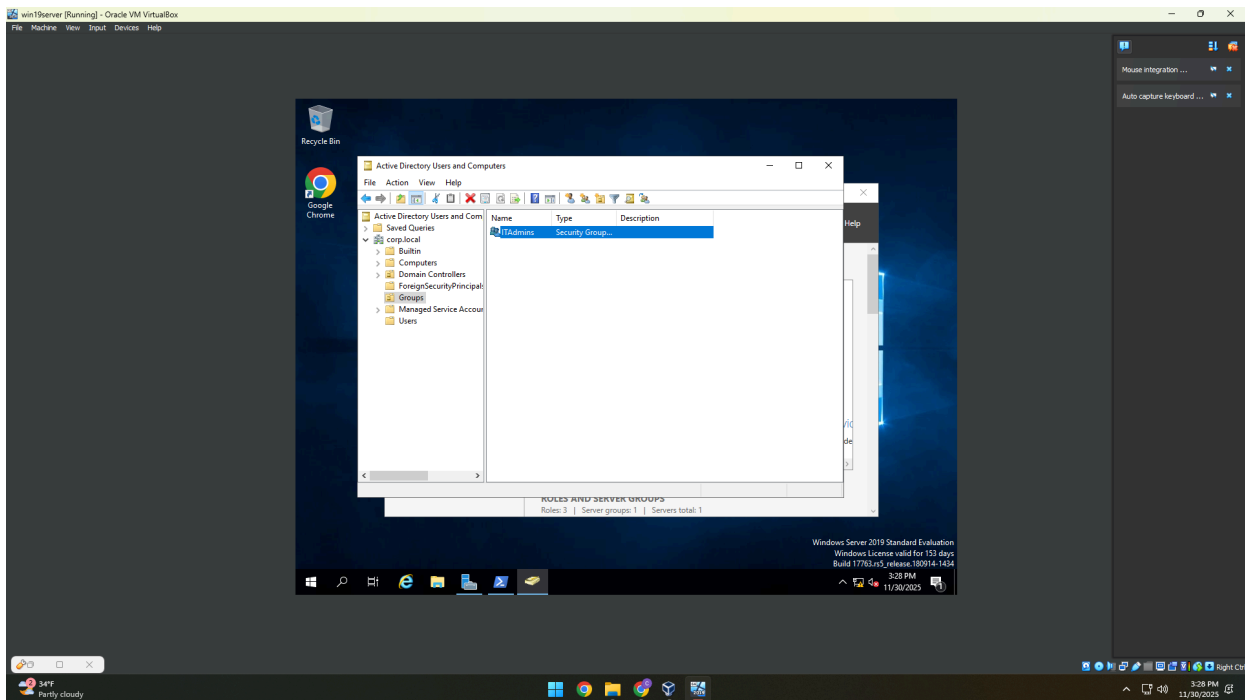 win19server [Running] - Oracle VM VirtualBox
File Machine View Input Devices Help
Mouse integration ...
Auto capture keyboard ...
Recycle Bin
Google
Chrome
Active Directory Users and Computers
File Action View Help
Help
Active Directory Users and Com
Saved Queries
corp.local
Builtin
Computers
Domain Controllers
ForeignSecurityPrincipals
Groups
Managed Service Accour
Users
Name Type Description
ITAdmins Security Group...
vic
de
ROLES AND SERVER GROUPS
Roles: 3 | Server groups: 1 | Servers total: 1
Windows Server 2019 Standard Evaluation
Windows License valid for 153 days
Build 17763.rs5_release.180914-1434
3:28 PM
11/30/2025
1
Right Ctrl
2
34°F
Partly cloudy
3:28 PM
11/30/2025